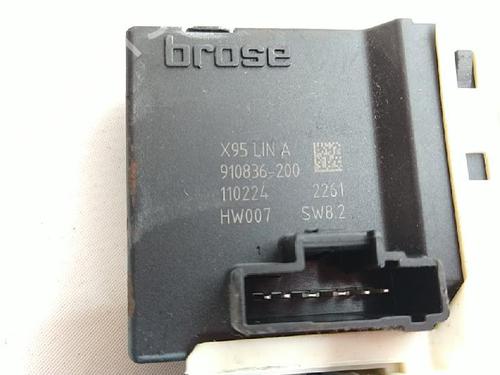 brose
X95 LIN A
910836-200
110224 2261
HW007 SW8.2